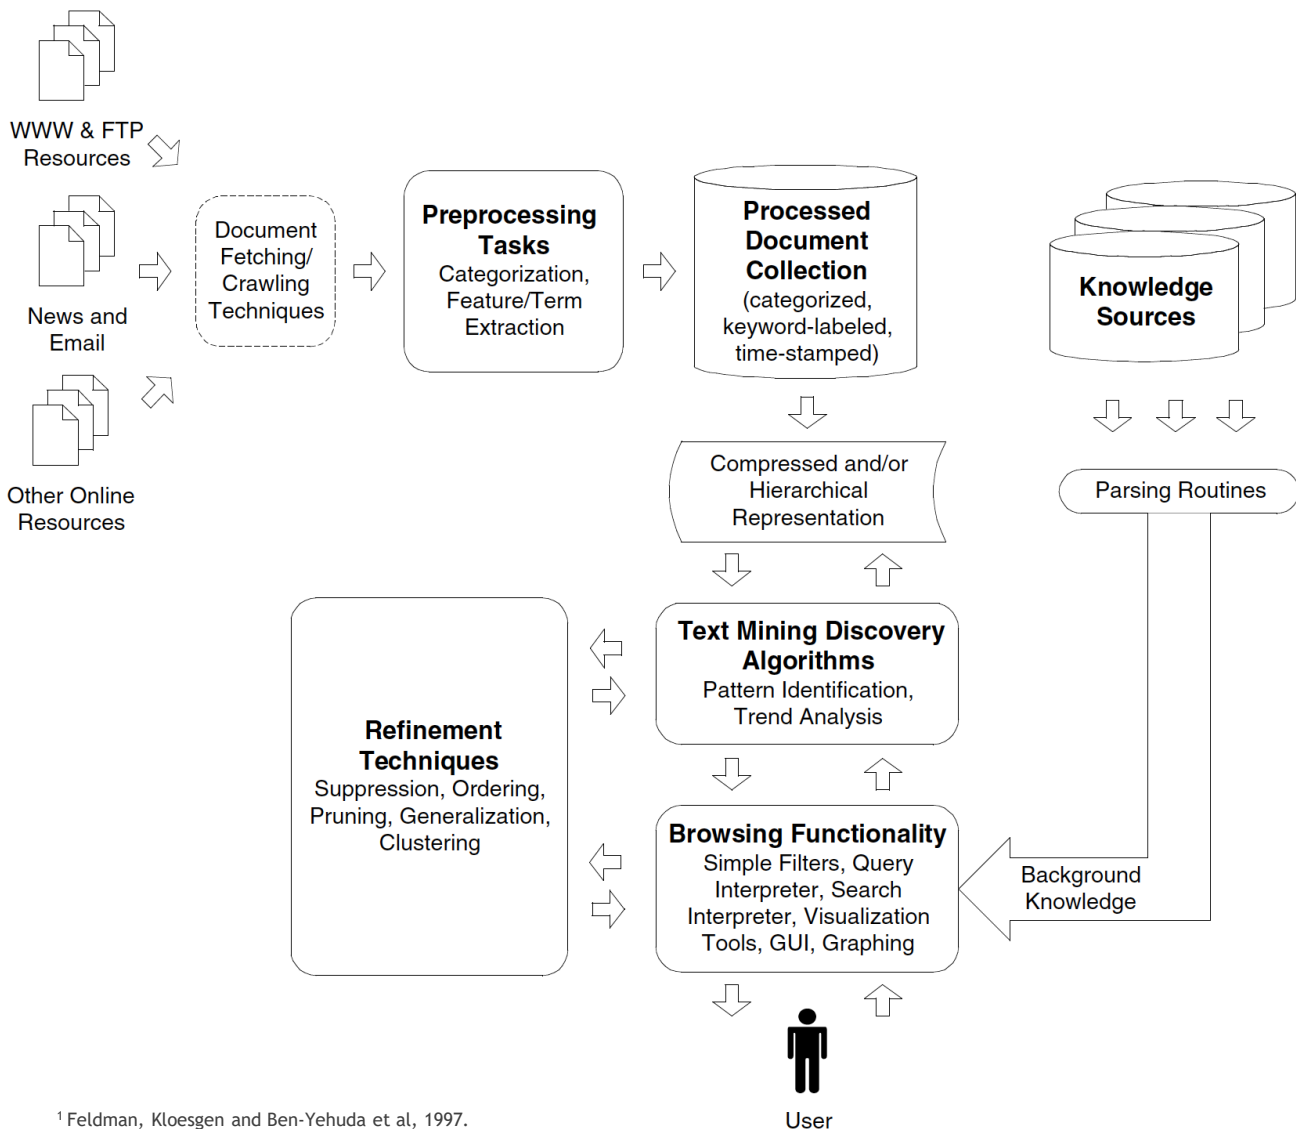 WWW & FTP
Resources
News and
Email
Other Online
Resources
Document
Fetching/
Crawling
Techniques
Preprocessing
Tasks
Categorization,
Feature/Term
Extraction
Processed
Document
Collection
(categorized,
keyword-labeled,
time-stamped)
Knowledge
Sources
Compressed and/or
Hierarchical
Representation
Parsing Routines
Text Mining Discovery
Algorithms
Pattern Identification,
Trend Analysis
Refinement
Techniques
Suppression, Ordering,
Pruning, Generalization,
Clustering
Browsing Functionality
Simple Filters, Query
Interpreter, Search
Interpreter, Visualization
Tools, GUI, Graphing
Background
Knowledge
User
¹ Feldman, Kloesgen and Ben-Yehuda et al, 1997.